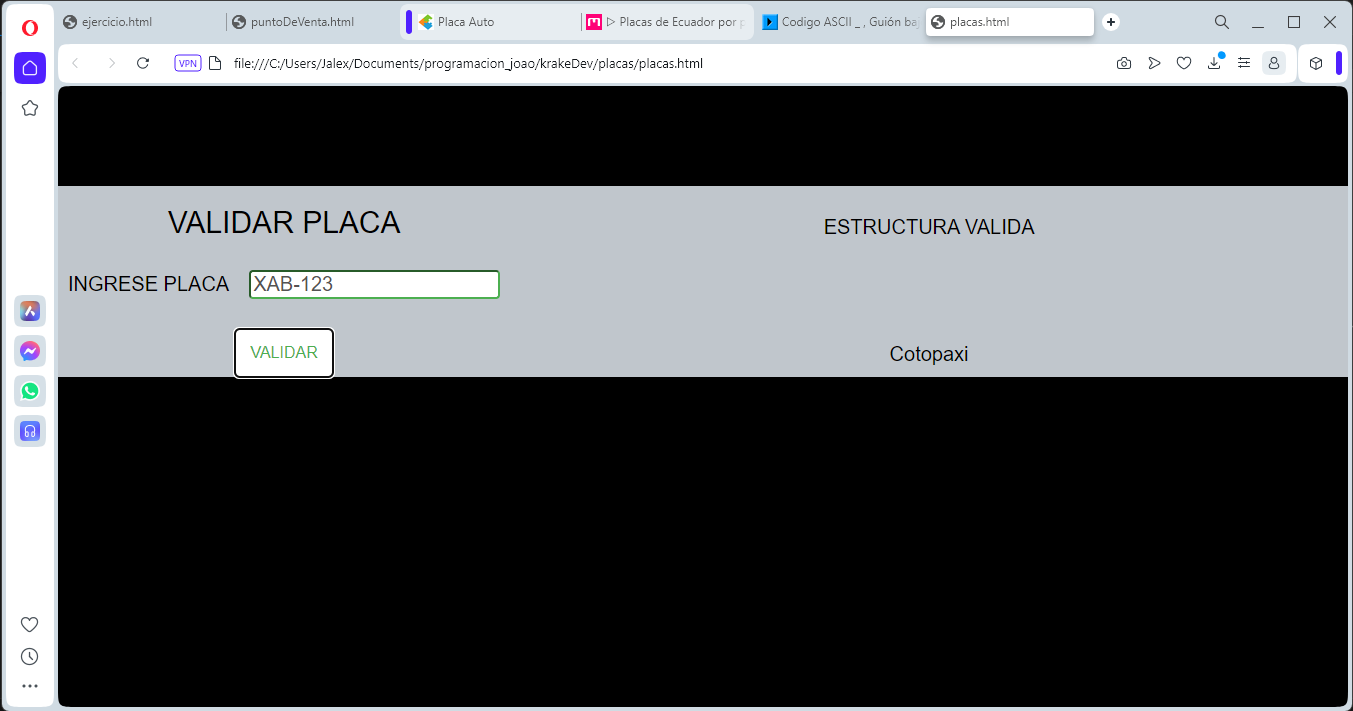 ejercicio.html
puntoDeVenta.html
Placa Auto
▷ Placas de Ecuador por p
Codigo ASCII _ , Guión baj
placas.html
VPN
file:///C:/Users/Jalex/Documents/programacion_joao/krakeDev/placas/placas.html
VALIDAR PLACA
ESTRUCTURA VALIDA
INGRESE PLACA XAB-123
VALIDAR
Cotopaxi